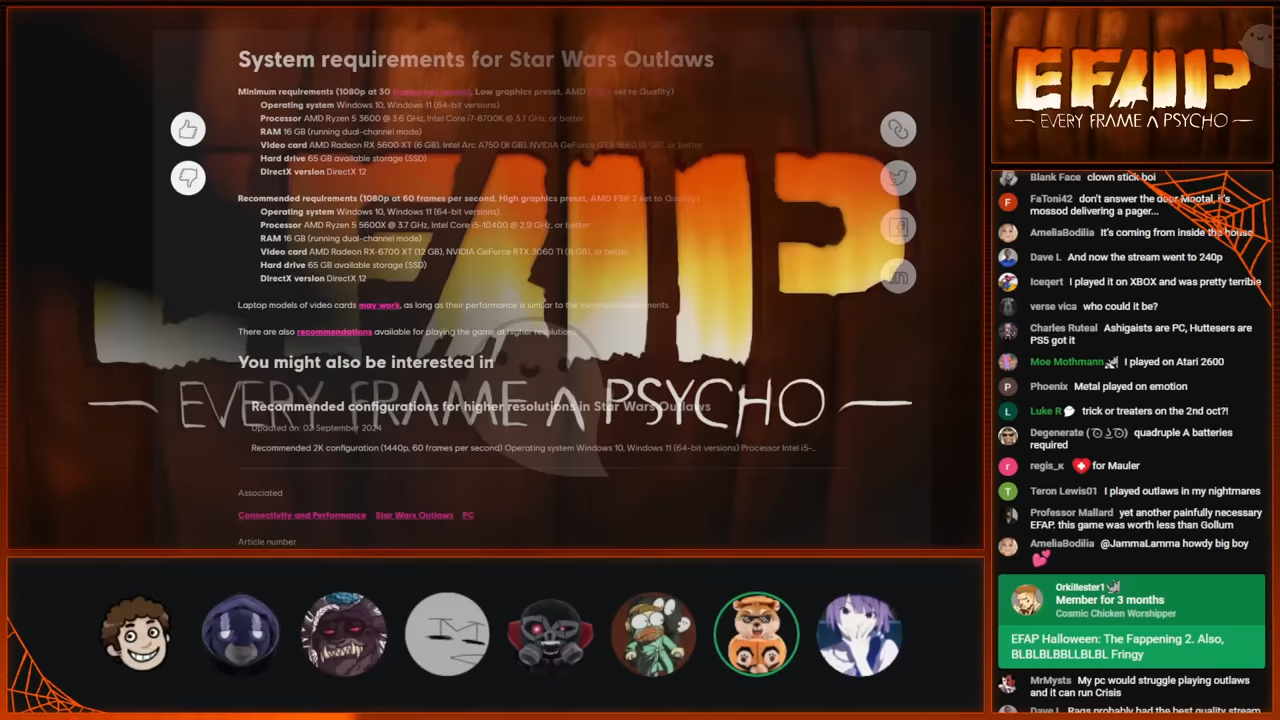 System requirements for Star Wars Outlaws
Minimum requirements (1080p at 30 frames per second, Low graphics preset, AMD FSR 2 set to Quality)
Operating system Windows 10, Windows 11 (64-bit versions)
Processor AMD Ryzen 5 3600 @ 3.6 GHz, Intel Core i7-8700K @ 3.7 GHz, or better
RAM 16 GB (running dual-channel mode)
Video card AMD Radeon RX 5600 XT (6 GB), Intel Arc A750 (8 GB), NVIDIA GeForce GTX 1660 (6 GB), or better
Hard drive 65 GB available storage (SSD)
DirectX version DirectX 12
Recommended requirements (1080p at 60 frames per second, High graphics preset, AMD FSR 2 set to Quality)
Operating system Windows 10, Windows 11 (64-bit versions)
Processor AMD Ryzen 5 5600X @ 3.7 GHz, Intel Core i5-10400 @ 2.9 GHz, or better
RAM 16 GB (running dual-channel mode)
Video card AMD Radeon RX-6700 XT (12 GB), NVIDIA GeForce RTX 3060 TI (8 GB), or better
Hard drive 65 GB available storage (SSD)
DirectX version DirectX 12
Laptop models of video cards may work, as long as their performance is similar to the minimum requirements.
There are also recommendations available for playing the game at higher resolutions.
You might also be interested in
Recommended configurations for higher resolutions in Star Wars Outlaws
Updated on: 02 September 2024
Recommended 2K configuration (1440p, 60 frames per second) Operating system Windows 10, Windows 11 (64-bit versions) Processor Intel i5-...
Associated
Connectivity and Performance Star Wars Outlaws PC
Article number
EFAP
EVERY FRAME A PSYCHO
EFAP
EVERY FRAME A PSYCHO
Blank Face clown stick boi
FaToni42 don't answer the door Mootal, it's
mossod delivering a pager...
AmeliaBodilia It's coming from inside the house
Dave L And now the stream went to 240p
Iceqert I played it on XBOX and was pretty terrible
verse vica who could it be?
Charles Ruteal Ashigaists are PC, Huttesers are
PS5 got it
Moe Mothmann I played on Atari 2600
Phoenix Metal played on emotion
Luke R trick or treaters on the 2nd oct?!
Degenerate ( ͡ʘ ͜ʖ ͡ʘ) quadruple A batteries
required
regis_к for Mauler
Teron Lewis01 I played outlaws in my nightmares
Professor Mallard yet another painfully necessary
EFAP. this game was worth less than Gollum
AmeliaBodilia @JammaLamma howdy big boy
💕
Orkillester1
Member for 3 months
Cosmic Chicken Worshipper
EFAP Halloween: The Fappening 2. Also,
BLBLBLBBLLBLBL Fringy
MrMysts My pc would struggle playing outlaws
and it can run Crisis
Dave L Rags probably had the best quality stream